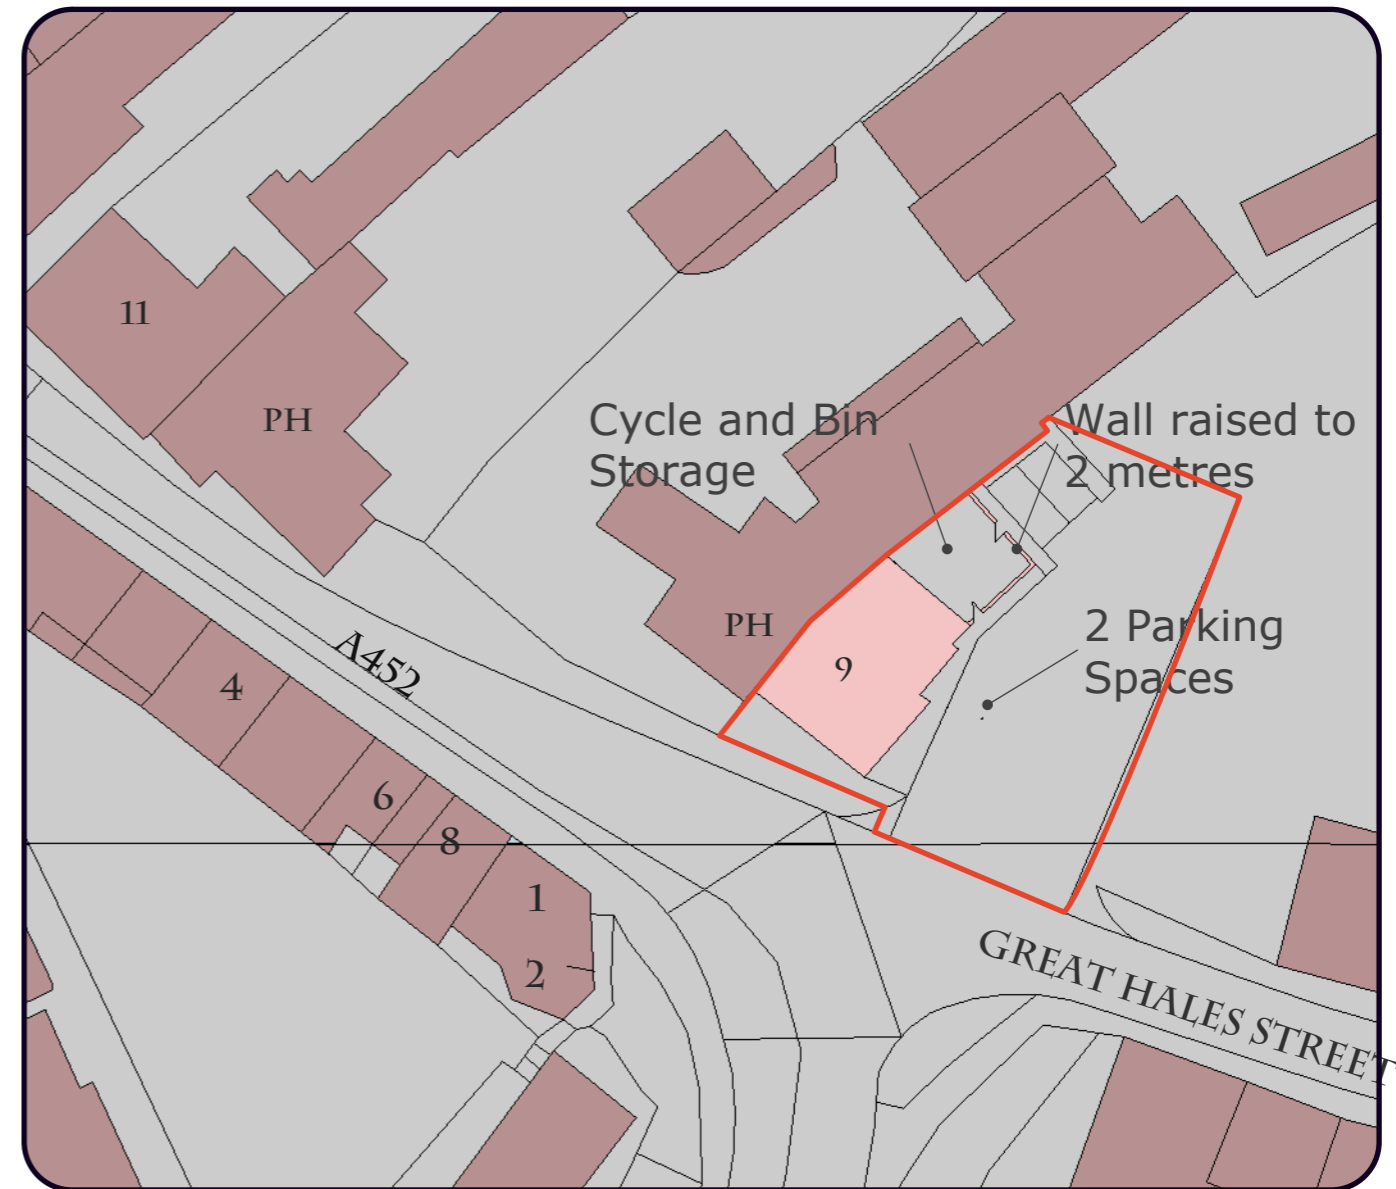 11
PH
Cycle and Bin
Storage
Wall raised to
2 metres
PH
9
2 Parking
Spaces
A452
4
6
8
1
2
GREAT HALES STREET